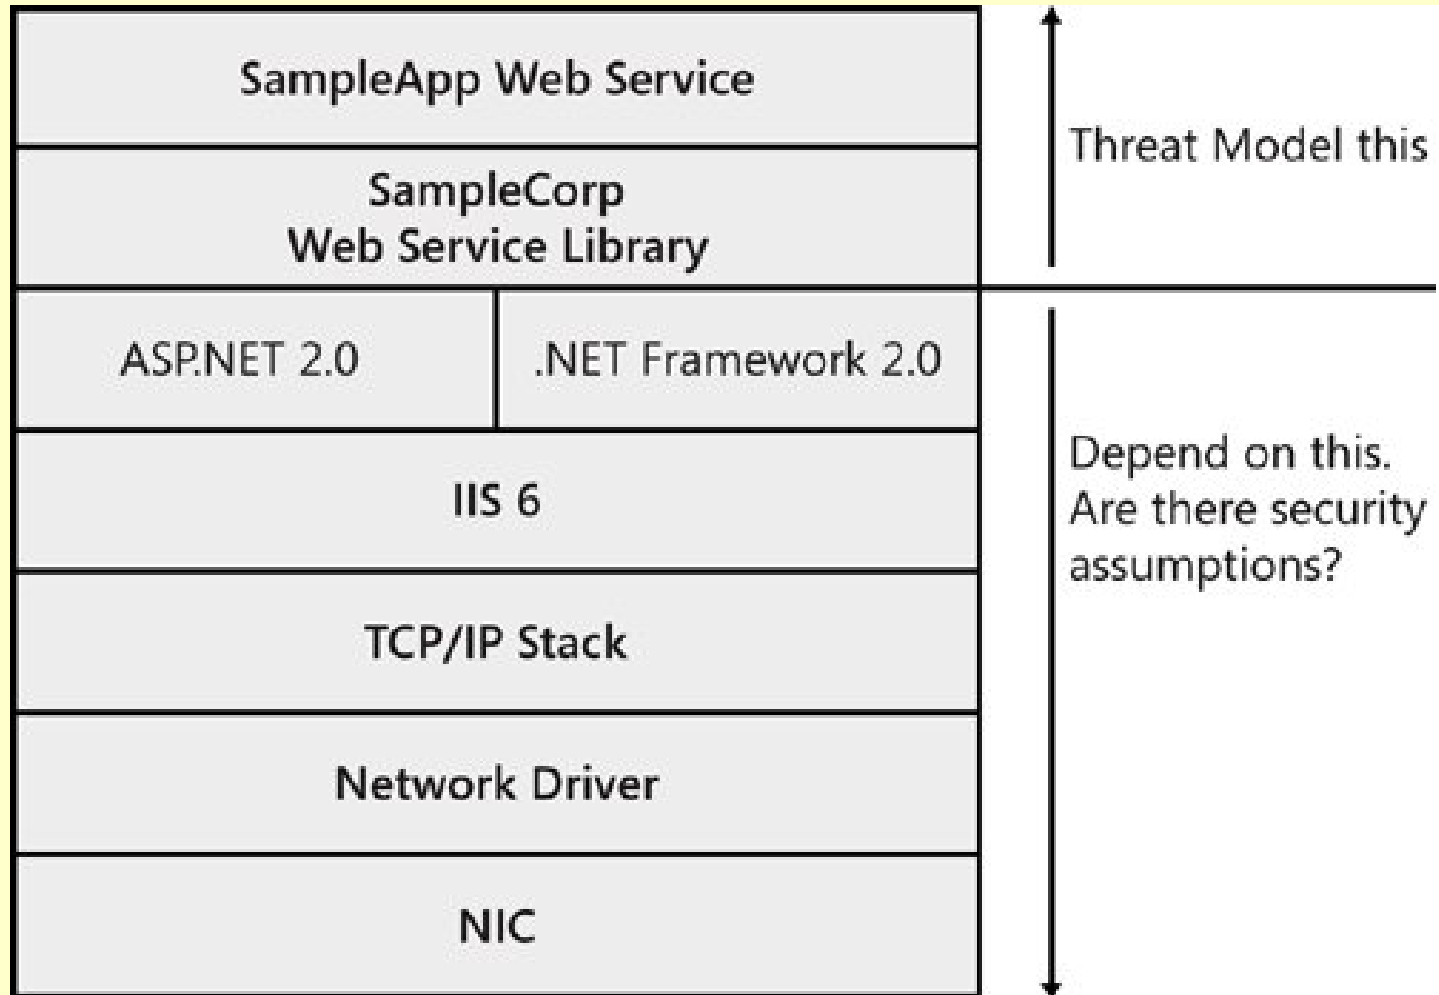 SampleApp Web Service
SampleCorp
Web Service Library
Threat Model this
ASP.NET 2.0
.NET Framework 2.0
IIS 6
TCP/IP Stack
Network Driver
NIC
Depend on this.
Are there security
assumptions?